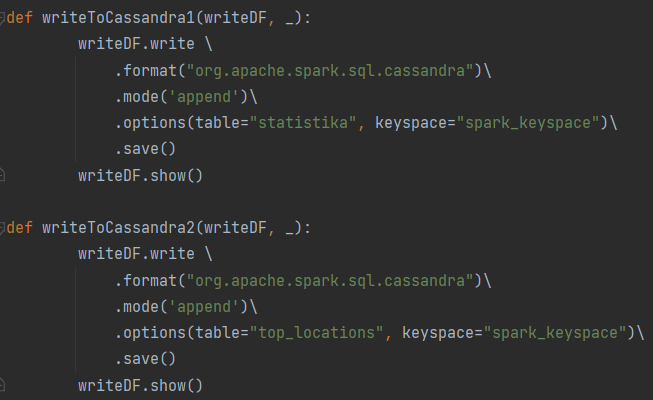 def writeToCassandra1(writeDF, _):
        writeDF.write \
            .format("org.apache.spark.sql.cassandra")\
            .mode('append')\
            .options(table="statistika", keyspace="spark_keyspace")\
            .save()
        writeDF.show()

def writeToCassandra2(writeDF, _):
        writeDF.write \
            .format("org.apache.spark.sql.cassandra")\
            .mode('append')\
            .options(table="top_locations", keyspace="spark_keyspace")\
            .save()
        writeDF.show()